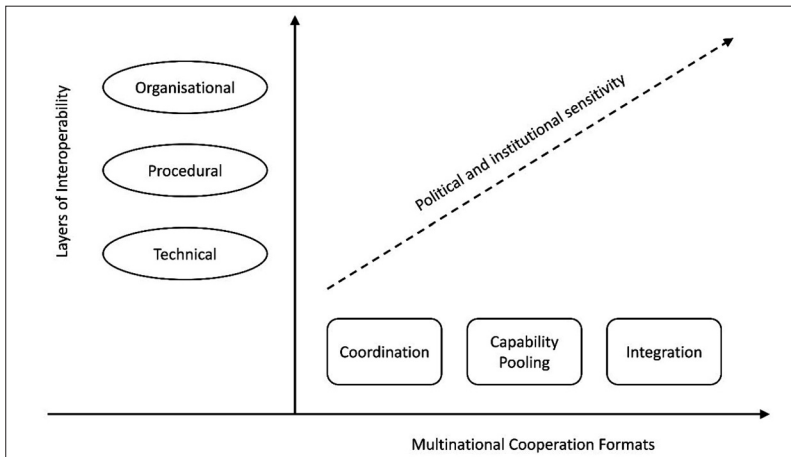 Layers of Interoperability
Organisational
Procedural
Technical
Political and institutional sensitivity
Coordination
Capability
Pooling
Integration
Multinational Cooperation Formats